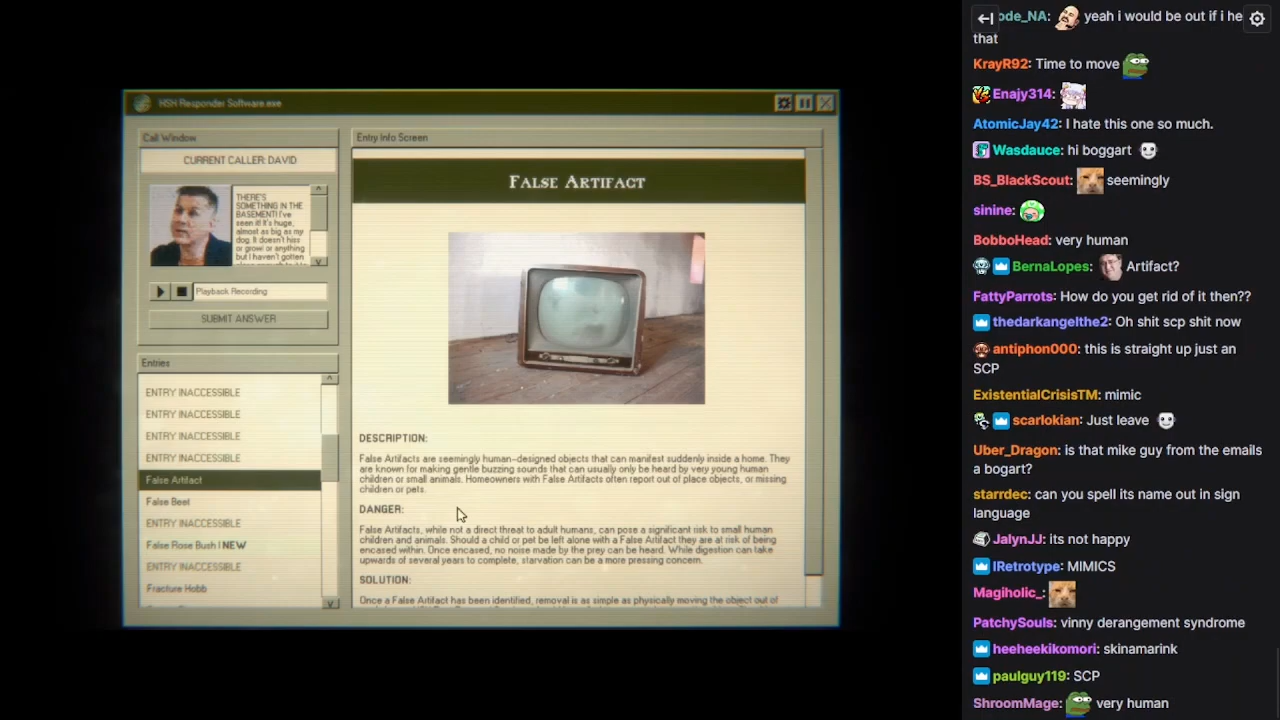 HSH Responder Software.exe
Call Window
CURRENT CALLER: DAVID
THERE'S
SOMETHING IN THE
BASEMENT! I've
seen it! It's huge,
almost as big as my
dog. It doesn't hiss
or growl or anything
but I haven't gotten
Playback Recording
SUBMIT ANSWER
Entries
ENTRY INACCESSIBLE
ENTRY INACCESSIBLE
ENTRY INACCESSIBLE
ENTRY INACCESSIBLE
False Artifact
False Beet
ENTRY INACCESSIBLE
False Rose Bush | NEW
ENTRY INACCESSIBLE
Fracture Hobb
Entry Info Screen
FALSE ARTIFACT
DESCRIPTION:
False Artifacts are seemingly human-designed objects that can manifest suddenly inside a home. They
are known for making gentle buzzing sounds that can usually only be heard by very young human
children or small animals. Homeowners with False Artifacts often report out of place objects, or missing
children or pets.
DANGER:
False Artifacts, while not a direct threat to adult humans, can pose a significant risk to small human
children and animals. Should a child or pet be left alone with a False Artifact they are at risk of being
encased within. Once encased, no noise made by the prey can be heard. While digestion can take
upwards of several years to complete, starvation can be a more pressing concern.
SOLUTION:
Once a False Artifact has been identified, removal is as simple as physically moving the object out of
ode_NA: yeah i would be out if i he
that
KrayR92: Time to move
Enajy314:
AtomicJay42: I hate this one so much.
Wasdauce: hi boggart
BS_BlackScout: seemingly
sinine:
BobboHead: very human
BernaLopes: Artifact?
FattyParrots: How do you get rid of it then??
thedarkangelthe2: Oh shit scp shit now
antiphon000: this is straight up just an
SCP
ExistentialCrisisTM: mimic
scarlokian: Just leave
Uber_Dragon: is that mike guy from the emails
a bogart?
starrdec: can you spell its name out in sign
language
JalynJJ: its not happy
IRetrotype: MIMICS
Magiholic_:
PatchySouls: vinny derangement syndrome
heeheekikomori: skinamarink
paulguy119: SCP
ShroomMage: very human